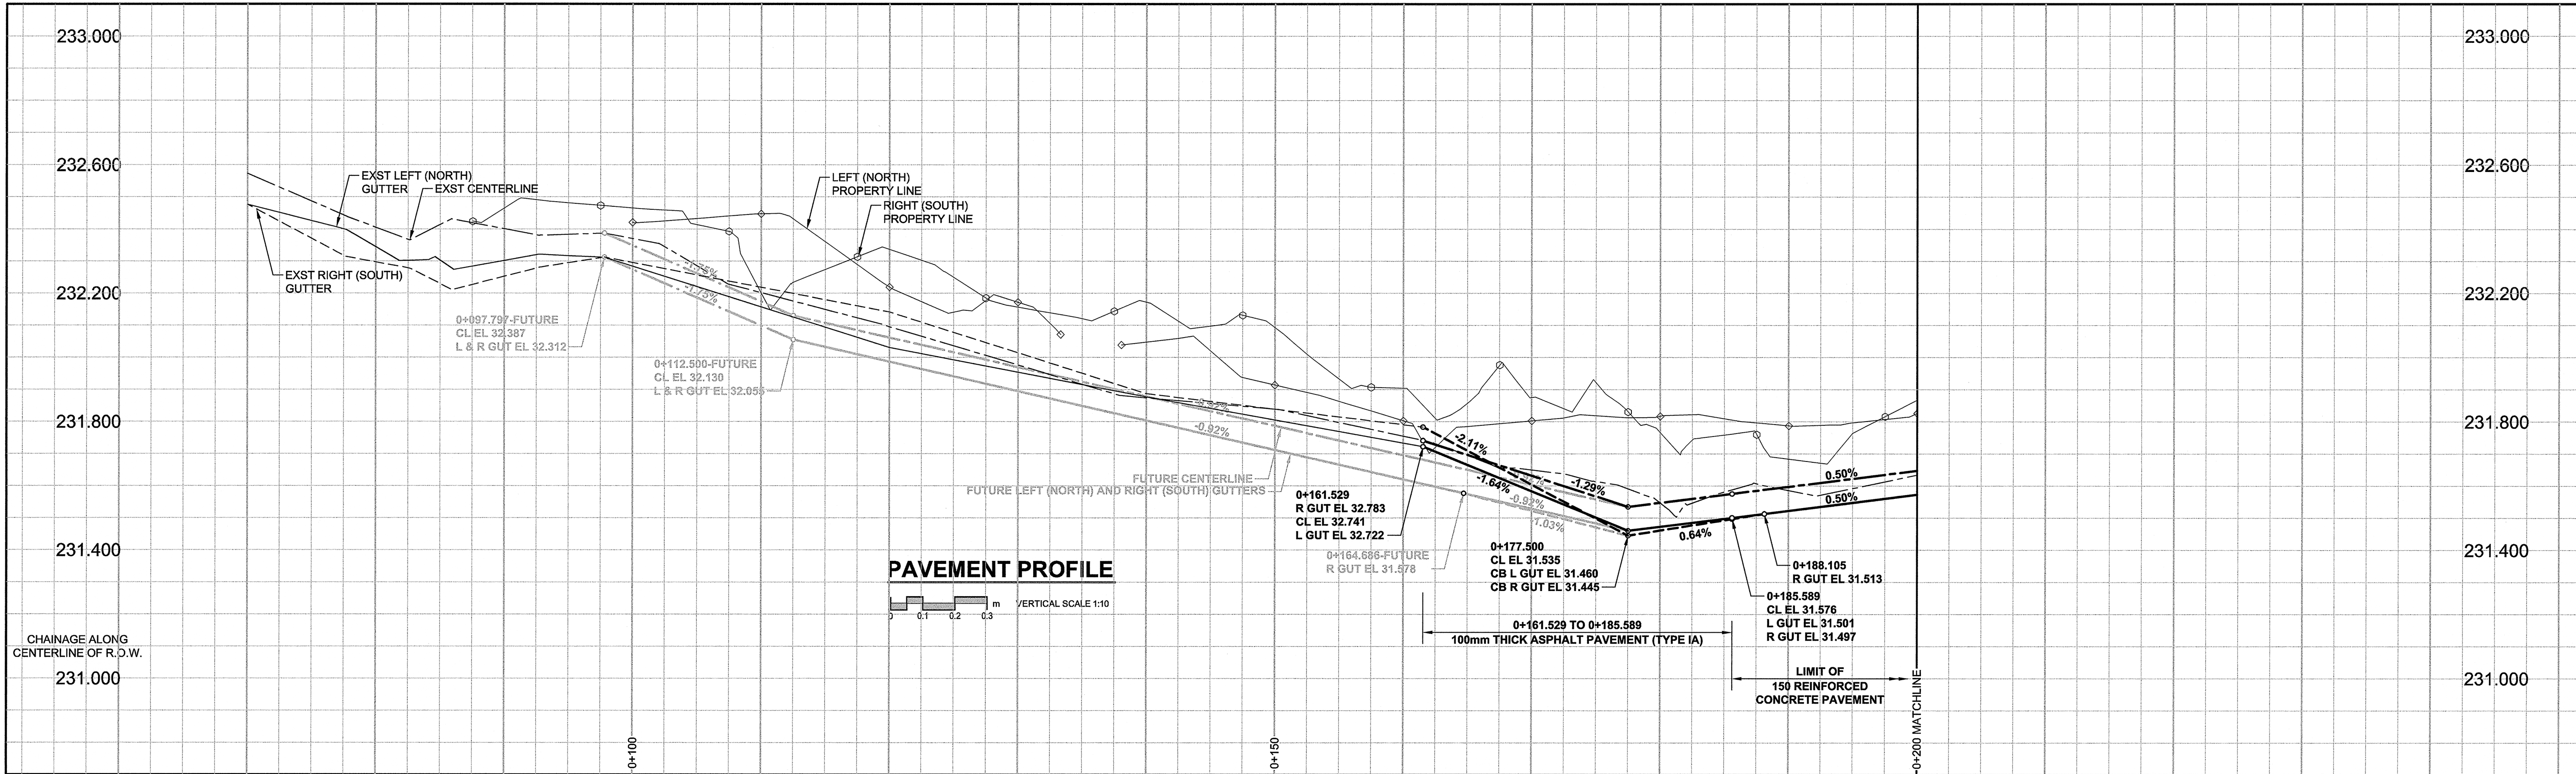 233.000
233.000
232.600
232.600
EXST LEFT (NORTH)
GUTTER
EXST CENTERLINE
LEFT (NORTH)
PROPERTY LINE
RIGHT (SOUTH)
PROPERTY LINE
EXST RIGHT (SOUTH)
GUTTER
232.200
232.200
-1.75%
-1.75%
0+097.797-FUTURE
CL EL 32.387
L & R GUT EL 32.312
0+112.500-FUTURE
CL EL 32.130
L & R GUT EL 32.055
231.800
231.800
-0.92%
-0.92%
FUTURE CENTERLINE
FUTURE LEFT (NORTH) AND RIGHT (SOUTH) GUTTERS
-2.11%
-1.64%
-1.29%
-0.92%
-1.03%
0.50%
0.50%
0.64%
0+161.529
R GUT EL 32.783
CL EL 32.741
L GUT EL 32.722
0+164.686-FUTURE
R GUT EL 31.578
0+177.500
CL EL 31.535
CB L GUT EL 31.460
CB R GUT EL 31.445
0+188.105
R GUT EL 31.513
0+185.589
CL EL 31.576
L GUT EL 31.501
R GUT EL 31.497
231.400
231.400
PAVEMENT PROFILE
0 0.1 0.2 0.3 m VERTICAL SCALE 1:10
0+161.529 TO 0+185.589
100mm THICK ASPHALT PAVEMENT (TYPE IA)
LIMIT OF
150 REINFORCED
CONCRETE PAVEMENT
CHAINAGE ALONG
CENTERLINE OF R.O.W.
231.000
231.000
0+100
0+150
0+200 MATCHLINE